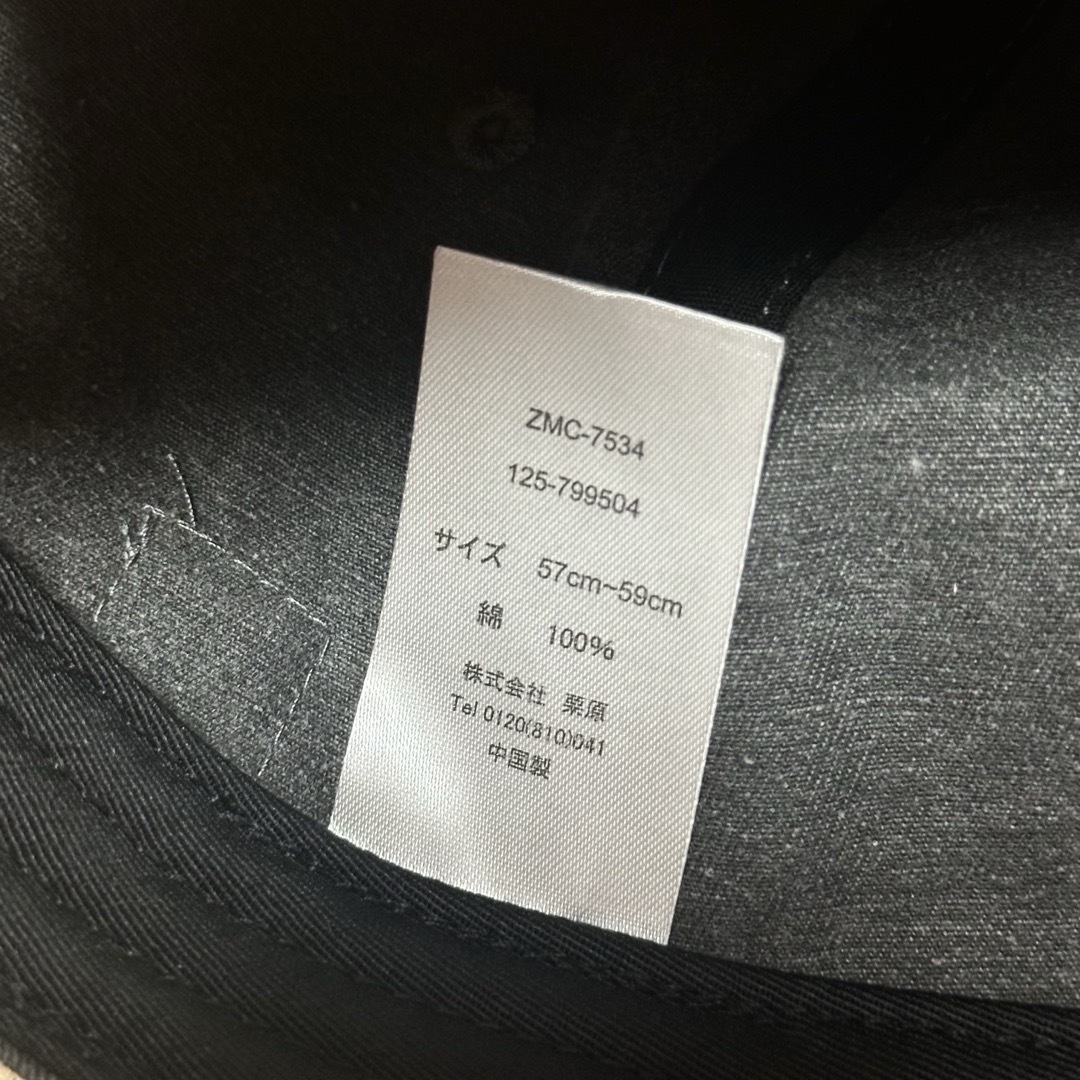 ZMC-7534
125-799504
サイズ 57cm~59cm
綿 100%
株式会社 栗原
Tel 0120(810)041
中国製